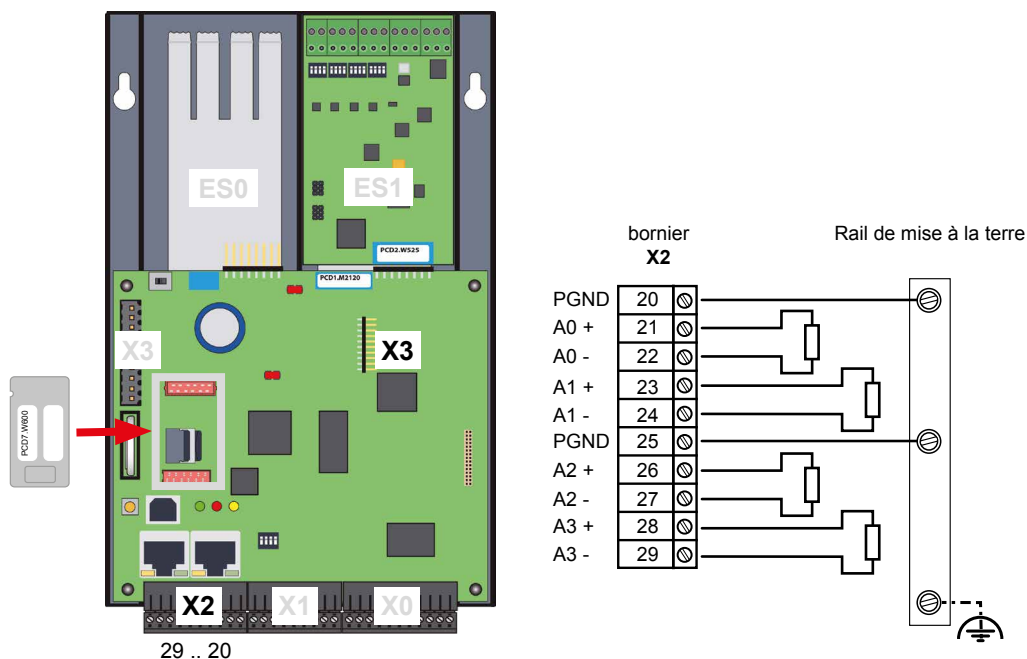 ES0
ES1
PCD2.W525
PCD1.M2120
X3
X3
PCD7.W600
X2
X1
X0
29 .. 20
bornier
X2
Rail de mise à la terre
PGND 20
A0 + 21
A0 - 22
A1 + 23
A1 - 24
PGND 25
A2 + 26
A2 - 27
A3 + 28
A3 - 29